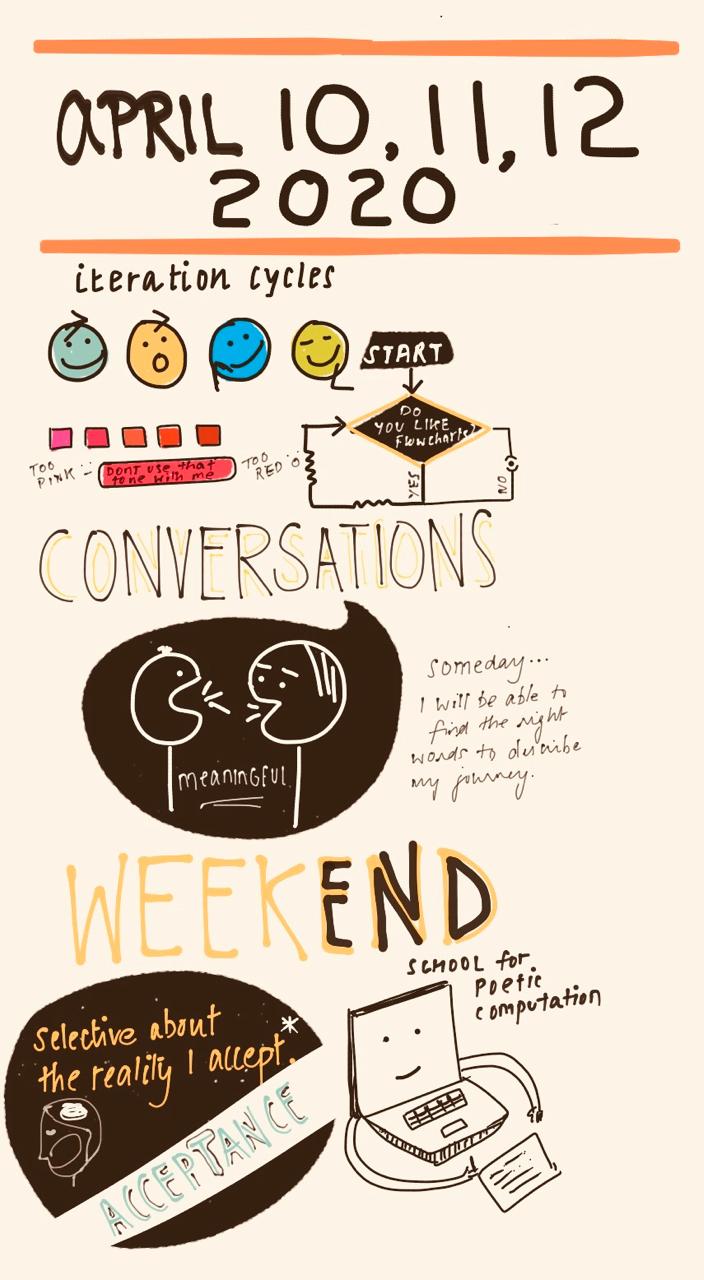 APRIL 10, 11, 12
2020
iteration cycles
START
DO
YOU LIKE
Flowcharts?
YES
NO
TOO
PINK
DONT use that
tone with me
TOO
RED
CONVERSATIONS
meaninGFUL
someday...
I will be able to
find the right
words to describe
my journey.
WEEKEND
SCHOOL for
Poetic
computation
Selective about
the reality I accept.
ACCEPTANCE